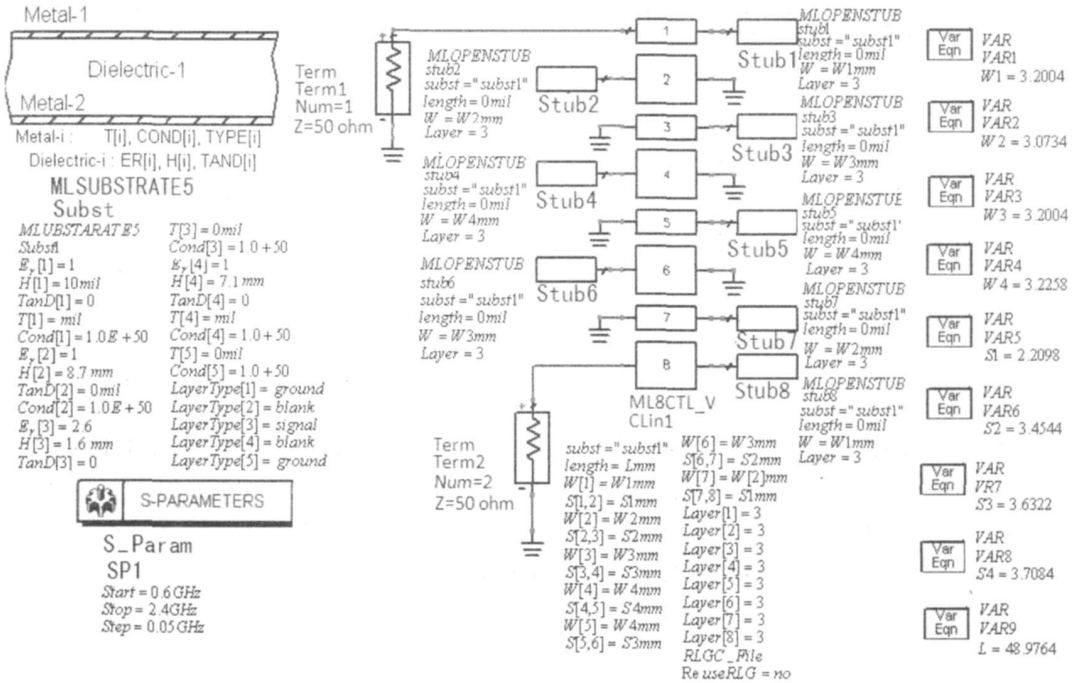 Metal-1
Dielectric-1
Metal-2
Metal-i : T[i], COND[i], TYPE[i]
Dielectric-i : ER[i], H[i], TAND[i]
MLSUBSTRATE5
Subst
MLUBSTARATE5
Subst1
E_r[1] = 1
H[1] = 10mil
TanD[1] = 0
T[1] = mil
Cond[1] = 1.0E + 50
E_r[2] = 1
H[2] = 8.7 mm
TanD[2] = 0mil
Cond[2] = 1.0E + 50
E_r[3] = 2.6
H[3] = 1.6 mm
TanD[3] = 0
T[3] = 0mil
Cond[3] = 1.0 + 50
E_r[4] = 1
H[4] = 7.1 mm
TanD[4] = 0
T[4] = mil
Cond[4] = 1.0 + 50
T[5] = 0mil
Cond[5] = 1.0 + 50
LayerType[1] = ground
LayerType[2] = blank
LayerType[3] = signal
LayerType[4] = blank
LayerType[5] = ground
S-PARAMETERS
S_Param
SP1
Start = 0.6 GHz
Stop = 2.4GHz
Step = 0.05 GHz
Term
Term1
Num=1
Z=50 ohm
MLOPENSTUB
stub2
subst = "subst1"
length = 0mil
W = W2mm
Layer = 3
Stub2
MLOPENSTUB
stub4
subst = "subst1"
length = 0mil
W = W4mm
Layer = 3
Stub4
MLOPENSTUB
stub6
subst = "subst1"
length = 0mil
W = W3mm
Layer = 3
Stub6
Term
Term2
Num=2
Z=50 ohm
1
2
3
4
5
6
7
8
ML8CTL_V
CLin1
Stub1
MLOPENSTUB
stub1
subst = "subst1"
length = 0mil
W = W1mm
Layer = 3
Stub3
MLOPENSTUB
stub3
subst = "subst1"
length = 0mil
W = W3mm
Layer = 3
Stub5
MLOPENSTUE
stub5
subst = "subst1'
length = 0mil
W = W4mm
Layer = 3
Stub7
MLOPENSTUB
stub7
subst = "subst1"
length = 0mil
W = W2mm
Layer = 3
Stub8
MLOPENSTUB
stub8
subst = "subst1"
length = 0mil
W = W1mm
Layer = 3
subst = "subst1"
length = Lmm
W[1] = W1mm
S[1,2] = S1mm
W[2] = W 2mm
S[2,3] = S2mm
W[3] = W3mm
S[3,4] = S3mm
W[4] = W 4mm
S[4,5] = S4mm
W[5] = W4mm
S[5,6] = S3mm
W[6] = W3mm
S[6,7] = S2mm
W[7] = W[2]mm
S[7,8] = S1mm
Layer[1] = 3
Layer[2] = 3
Layer[3] = 3
Layer[4] = 3
Layer[5] = 3
Layer[6] = 3
Layer[7] = 3
Layer[8] = 3
RLGC_File
Re useRLG = no
Var
Eqn
VAR
VAR1
W1 = 3.2004
Var
Eqn
VAR
VAR2
W 2 = 3.0734
Var
Eqn
VAR
VAR3
W3 = 3.2004
Var
Eqn
VAR
VAR4
W 4 = 3.2258
Var
Eqn
VAR
VAR5
S1 = 2.2098
Var
Eqn
VAR
VAR6
S2 = 3.4544
Var
Eqn
VAR
VR7
S3 = 3.6322
Var
Eqn
VAR
VAR8
S4 = 3.7084
Var
Eqn
VAR
VAR9
L = 48.9764